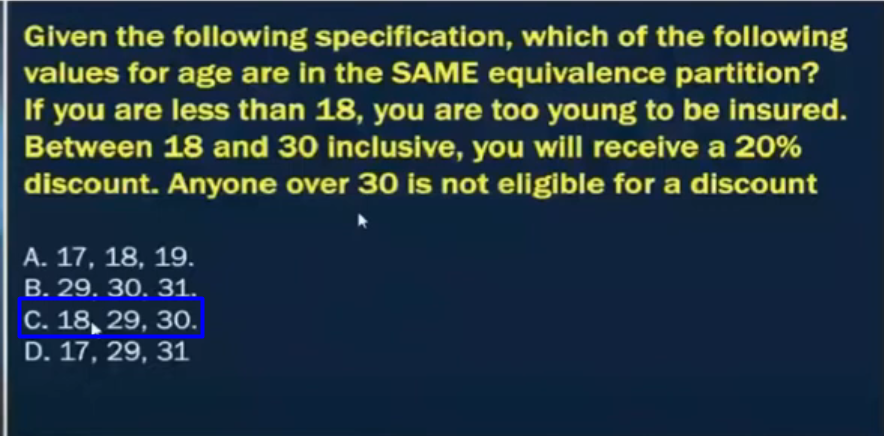 Given the following specification, which of the following
values for age are in the SAME equivalence partition?
If you are less than 18, you are too young to be insured.
Between 18 and 30 inclusive, you will receive a 20%
discount. Anyone over 30 is not eligible for a discount
A. 17, 18, 19.
B. 29, 30, 31.
C. 18, 29, 30.
D. 17, 29, 31